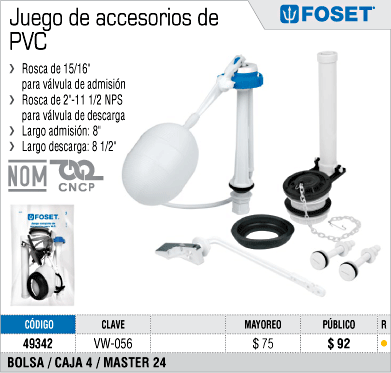 Juego de accesorios de
PVC
FOSET®
› Rosca de 15/16"
para válvula de admisión
› Rosca de 2"-11 1/2 NPS
para válvula de descarga
› Largo admisión: 8"
› Largo descarga: 8 1/2"
NOM
CNCP
FOSET
CÓDIGO CLAVE MAYOREO PÚBLICO R
49342 VW-056 $ 75 $ 92
BOLSA / CAJA 4 / MASTER 24